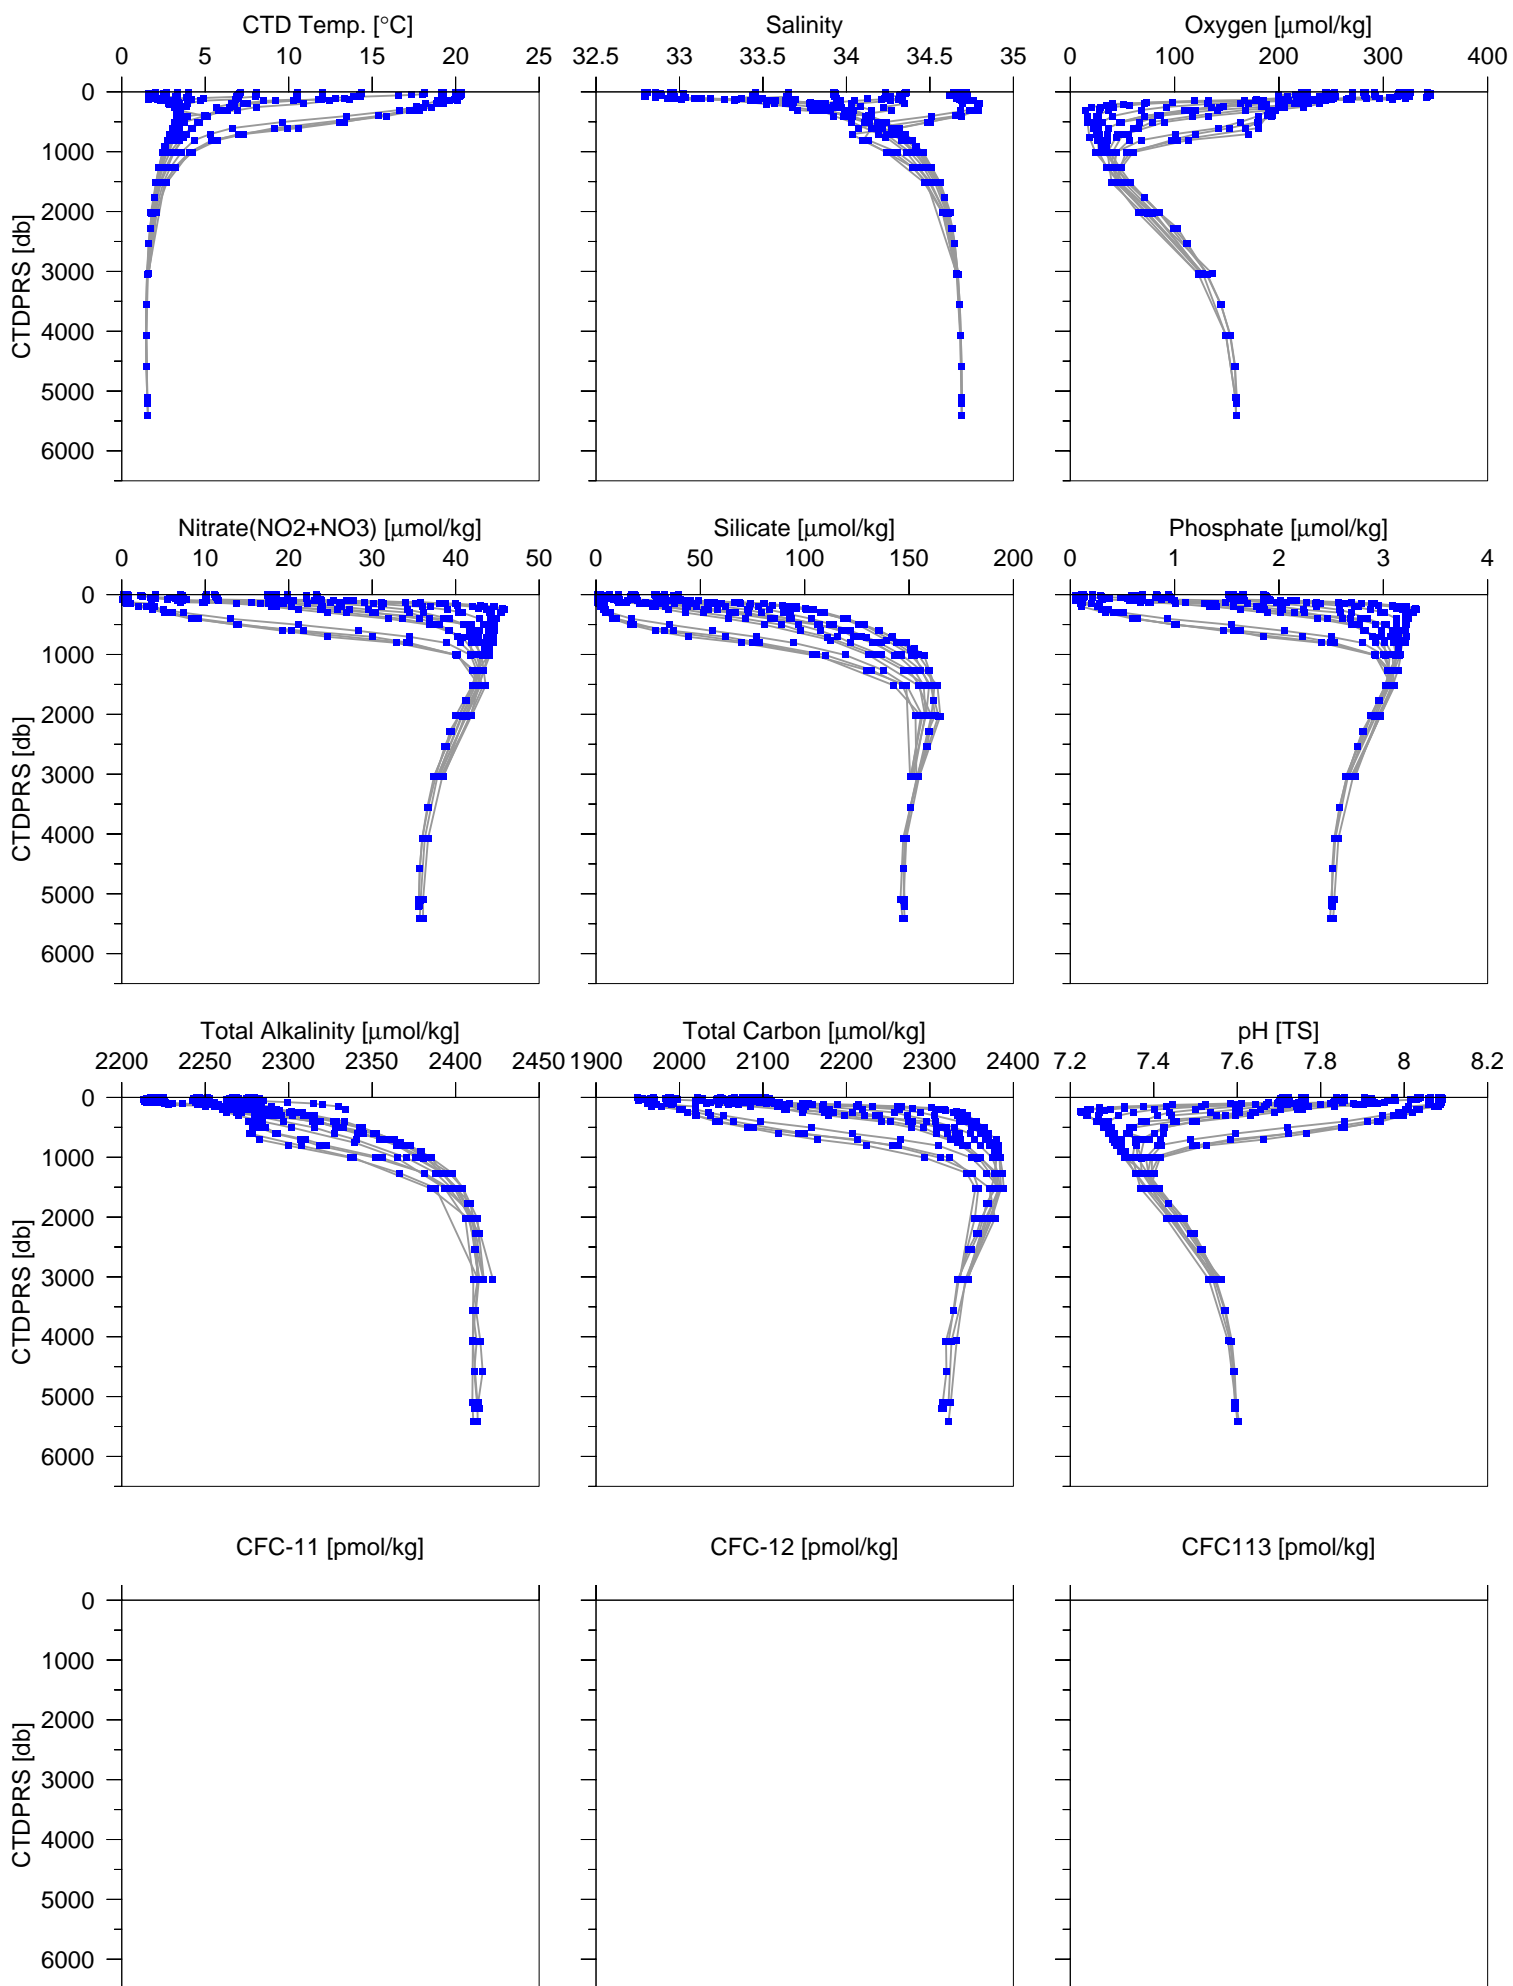 CTD Temp. [°C] Salinity Oxygen [μmol/kg]
0 5 10 15 20 25 32.5 33 33.5 34 34.5 35 0 100 200 300 400
0
1000
2000
3000
4000
5000
6000
CTDPRS [db]
Nitrate(NO2+NO3) [μmol/kg] Silicate [μmol/kg] Phosphate [μmol/kg]
0 10 20 30 40 50 0 50 100 150 200 0 1 2 3 4
0
1000
2000
3000
4000
5000
6000
CTDPRS [db]
Total Alkalinity [μmol/kg] Total Carbon [μmol/kg] pH [TS]
2200 2250 2300 2350 2400 2450 1900 2000 2100 2200 2300 2400 7.2 7.4 7.6 7.8 8 8.2
0
1000
2000
3000
4000
5000
6000
CTDPRS [db]
CFC-11 [pmol/kg] CFC-12 [pmol/kg] CFC113 [pmol/kg]
0
1000
2000
3000
4000
5000
6000
CTDPRS [db]